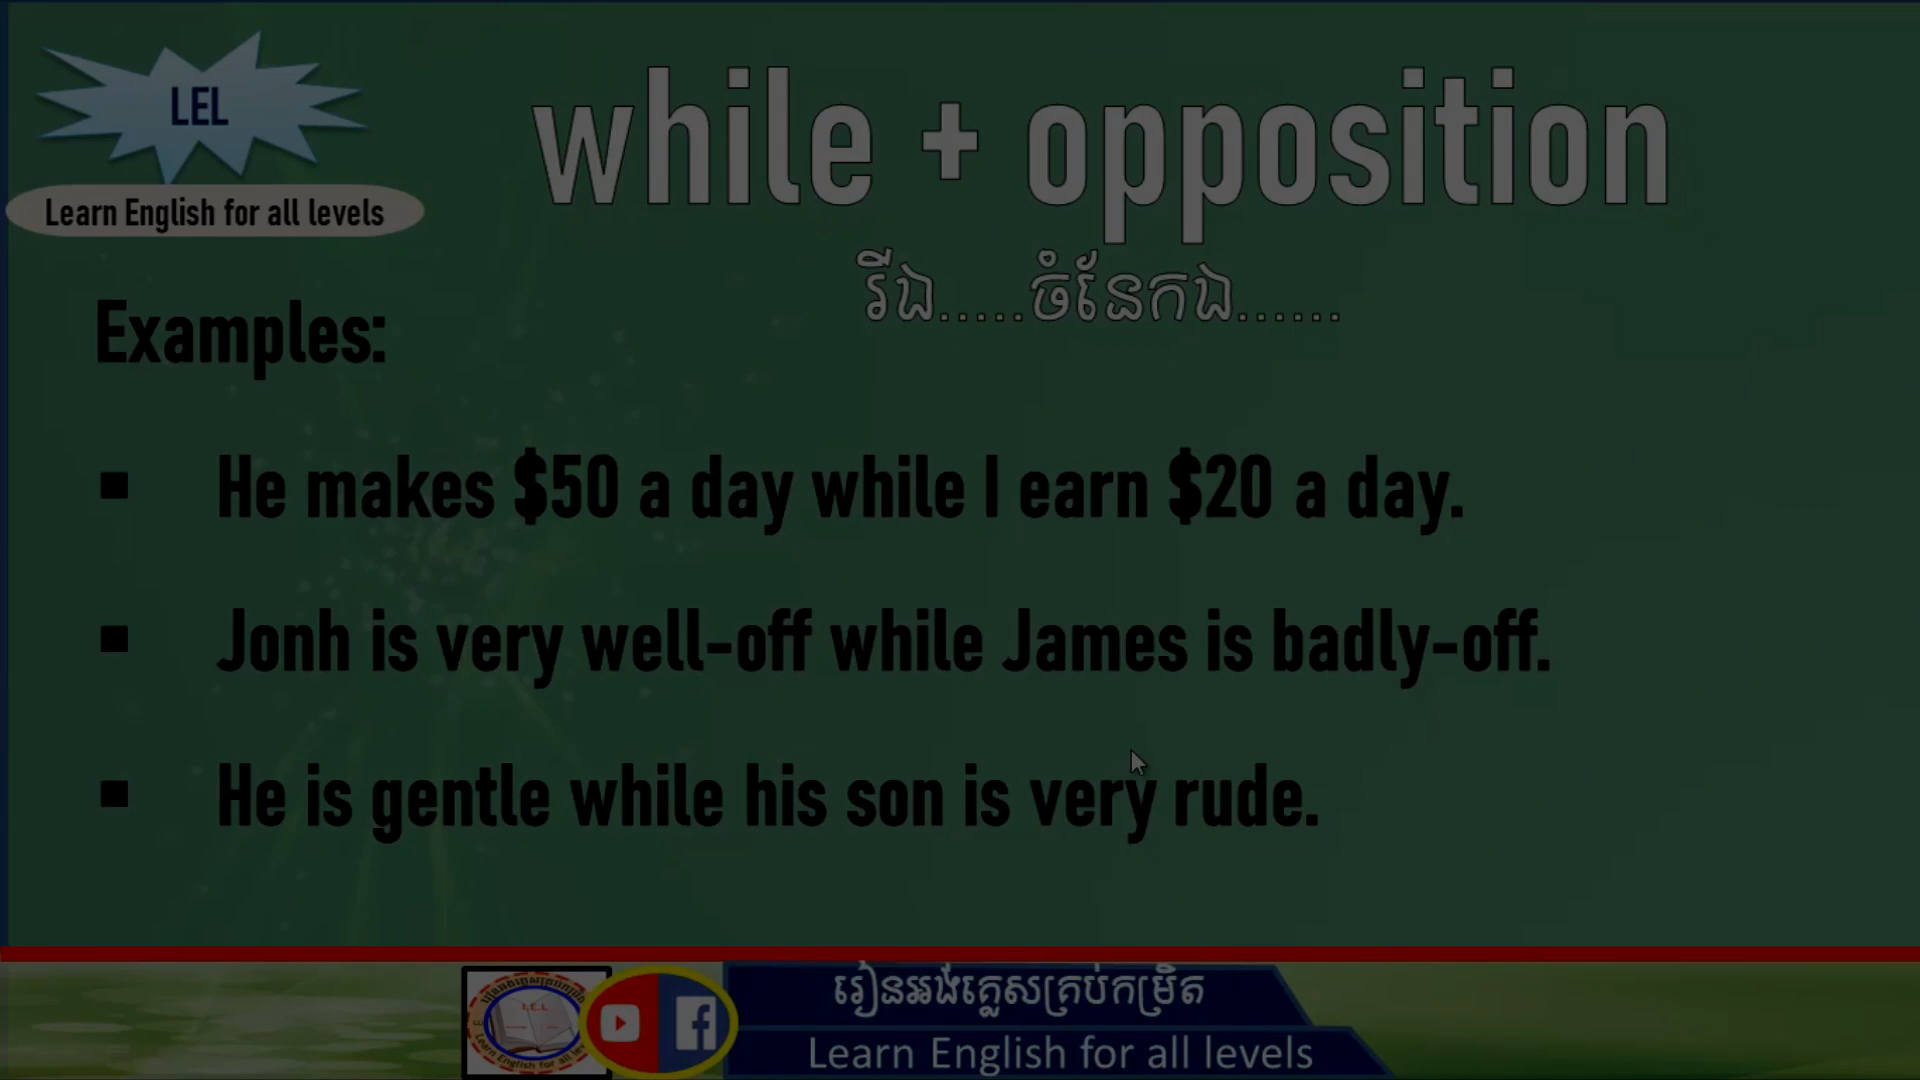 LEL
Learn English for all levels
while + opposition
រីឯ.....ចំនែកឯ......
Examples:
▪ He makes $50 a day while I earn $20 a day.
▪ Jonh is very well-off while James is badly-off.
▪ He is gentle while his son is very rude.
L.E.L
រៀនអង់គ្លេសគ្រប់កម្រិត
Learn English for all levels